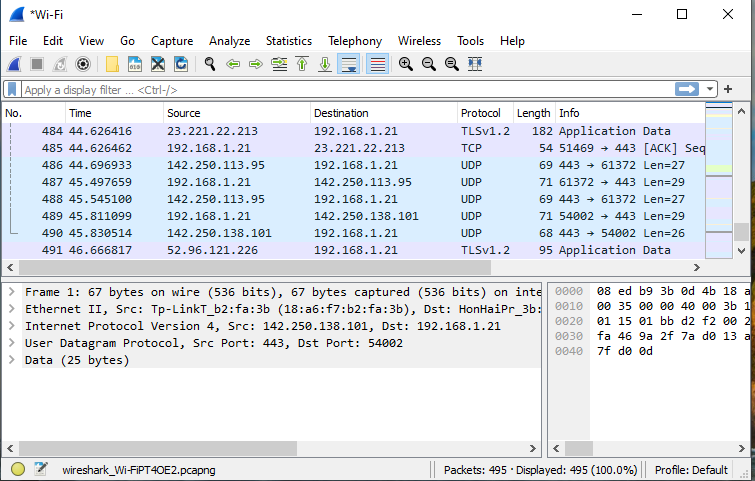 *Wi-Fi
File Edit View Go Capture Analyze Statistics Telephony Wireless Tools Help
Apply a display filter ... <Ctrl-/>
No. Time Source Destination Protocol Length Info
484 44.626416 23.221.22.213 192.168.1.21 TLSv1.2 182 Application Data
485 44.626462 192.168.1.21 23.221.22.213 TCP 54 51469 → 443 [ACK] Seq
486 44.696933 142.250.113.95 192.168.1.21 UDP 69 443 → 61372 Len=27
487 45.497659 192.168.1.21 142.250.113.95 UDP 71 61372 → 443 Len=29
488 45.545100 142.250.113.95 192.168.1.21 UDP 69 443 → 61372 Len=27
489 45.811099 192.168.1.21 142.250.138.101 UDP 71 54002 → 443 Len=29
490 45.830514 142.250.138.101 192.168.1.21 UDP 68 443 → 54002 Len=26
491 46.666817 52.96.121.226 192.168.1.21 TLSv1.2 95 Application Data
Frame 1: 67 bytes on wire (536 bits), 67 bytes captured (536 bits) on inte
Ethernet II, Src: Tp-LinkT_b2:fa:3b (18:a6:f7:b2:fa:3b), Dst: HonHaiPr_3b:
Internet Protocol Version 4, Src: 142.250.138.101, Dst: 192.168.1.21
User Datagram Protocol, Src Port: 443, Dst Port: 54002
Data (25 bytes)
0000 08 ed b9 3b 0d 4b 18 a
0010 00 35 00 00 40 00 3b 1
0020 01 15 01 bb d2 f2 00 2
0030 fa 46 9a 2f 7a d0 13 a
0040 7f d0 0d
wireshark_Wi-FiPT4OE2.pcapng
Packets: 495 · Displayed: 495 (100.0%)
Profile: Default